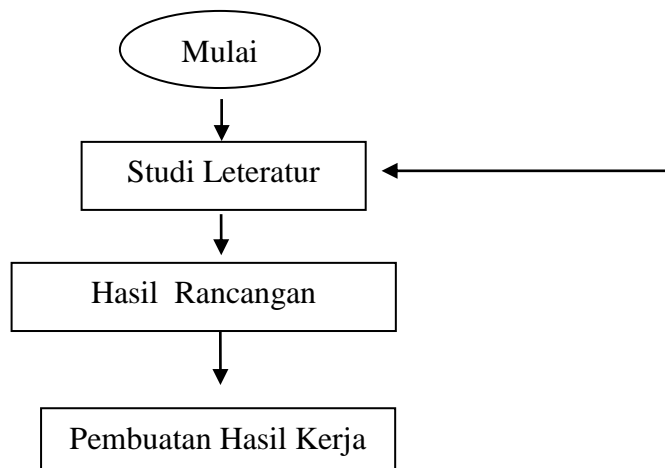 Mulai
Studi Leteratur
Hasil Rancangan
Pembuatan Hasil Kerja